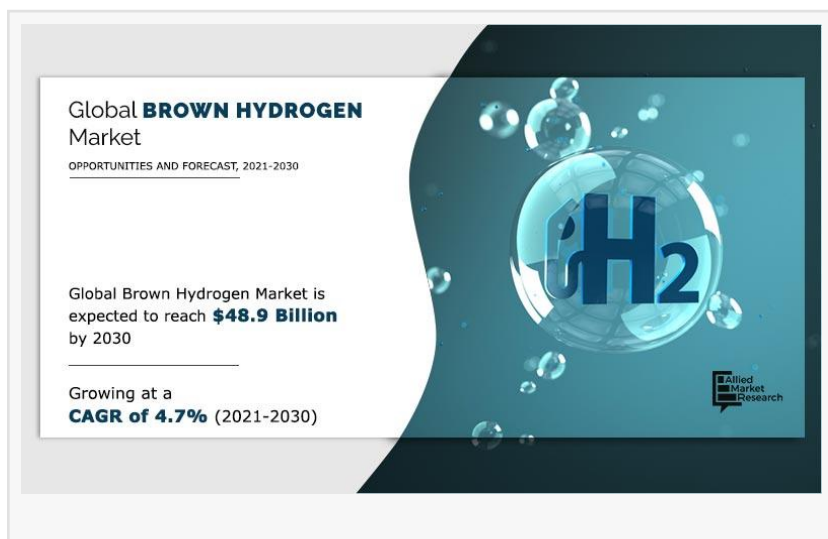 Global BROWN HYDROGEN
Market
OPPORTUNITIES AND FORECAST, 2021-2030
Global Brown Hydrogen Market is
expected to reach $48.9 Billion
by 2030
Growing at a
CAGR of 4.7% (2021-2030)
H2
Allied
Market
Research